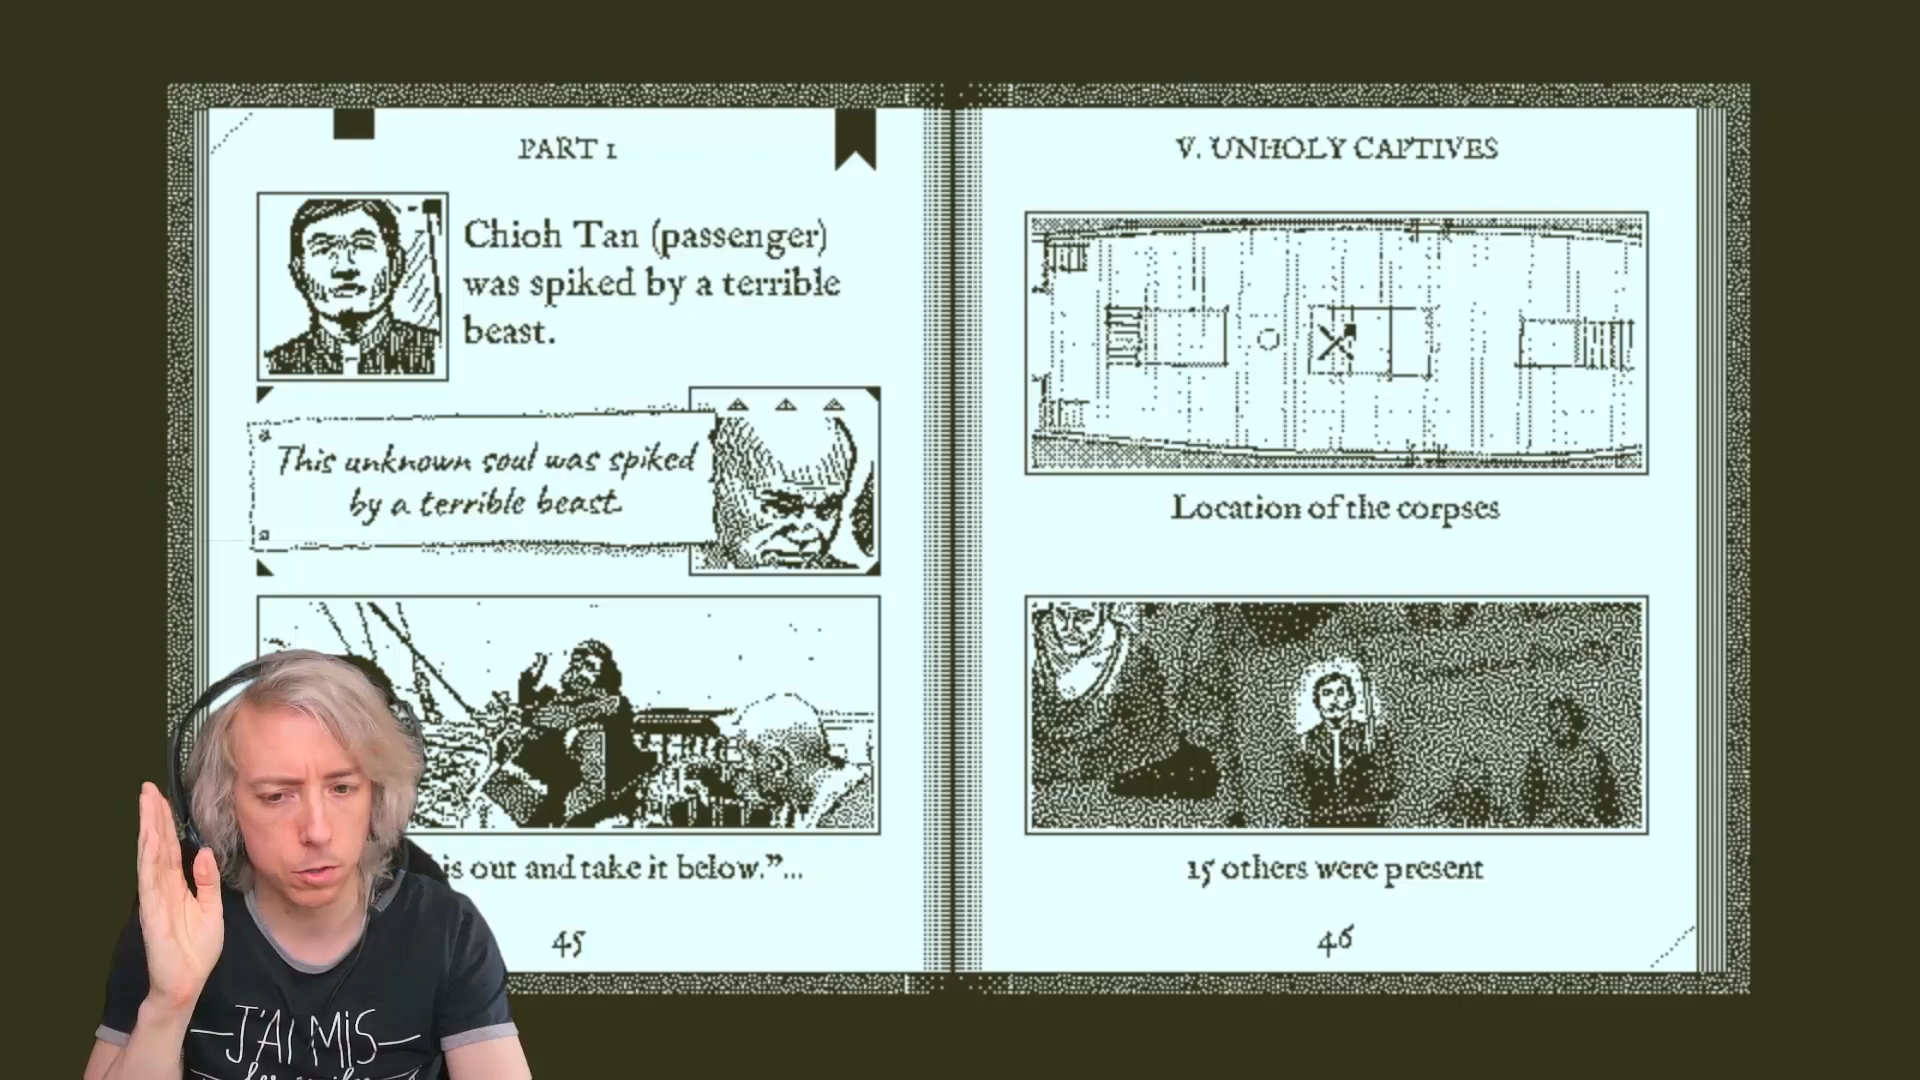 PART 1
Chioh Tan (passenger)
was spiked by a terrible
beast.
This unknown soul was spiked
by a terrible beast.
is out and take it below.”...
45
V. UNHOLY CAPTIVES
Location of the corpses
15 others were present
46
J'AI MIS